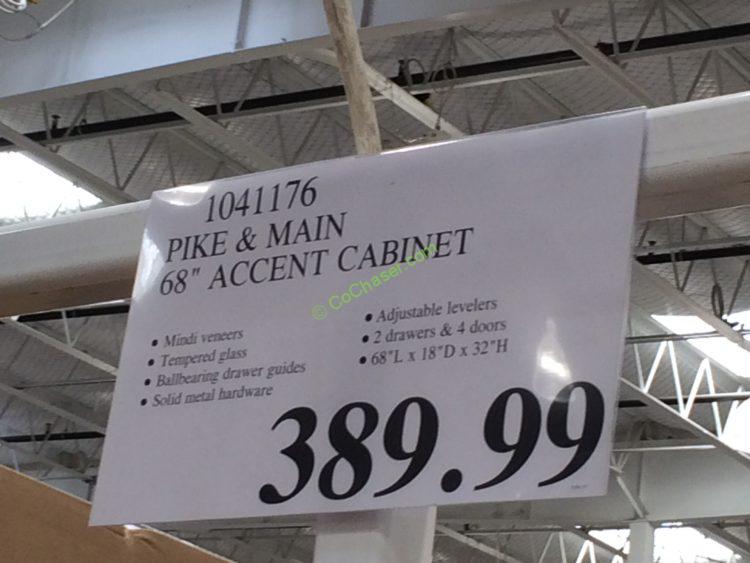 1041176
PIKE & MAIN
68" ACCENT CABINET
© CoChaser.com
• Mindi veneers
• Tempered glass
• Ballbearing drawer guides
• Solid metal hardware
• Adjustable levelers
• 2 drawers & 4 doors
• 68"L x 18"D x 32"H
389.99